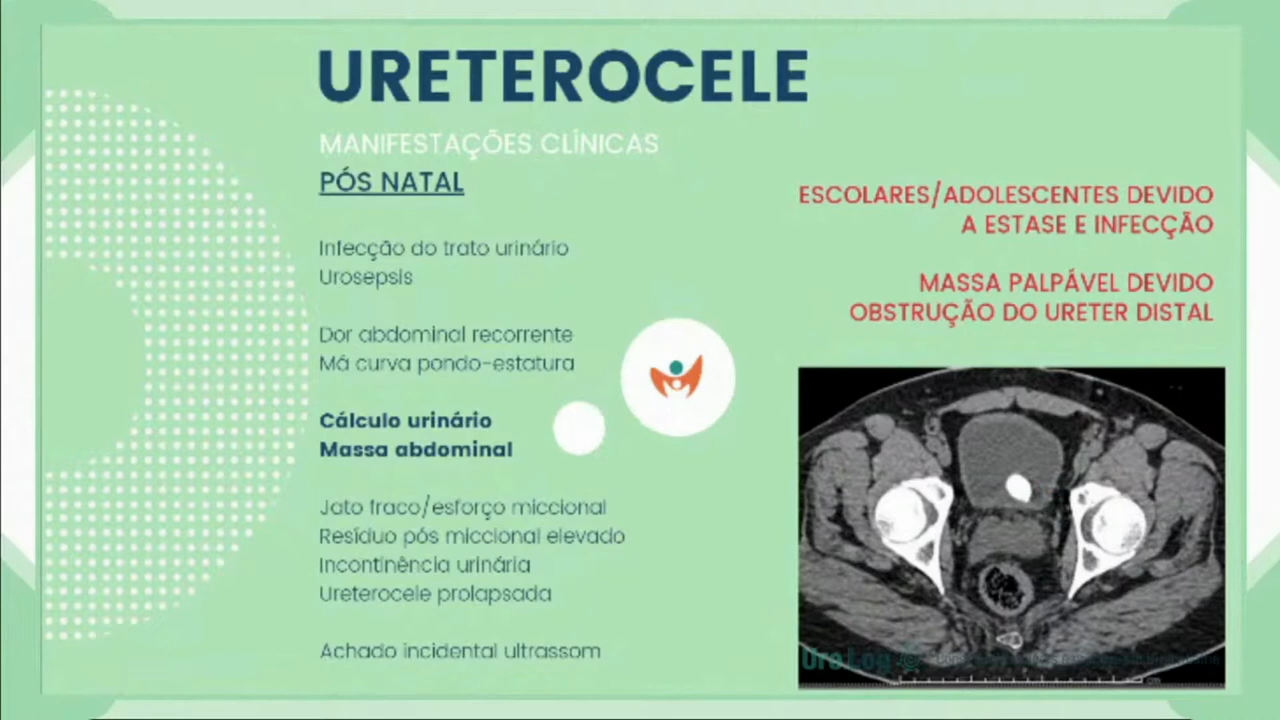 URETEROCELE
MANIFESTAÇÕES CLÍNICAS
PÓS NATAL
Infecção do trato urinário
Urosepsis
Dor abdominal recorrente
Má curva pondo-estatura
Cálculo urinário
Massa abdominal
Jato fraco/esforço miccional
Resíduo pós miccional elevado
Incontinência urinária
Ureterocele prolapsada
Achado incidental ultrassom
ESCOLARES/ADOLESCENTES DEVIDO
A ESTASE E INFECÇÃO
MASSA PALPÁVEL DEVIDO
OBSTRUÇÃO DO URETER DISTAL
Uro Log